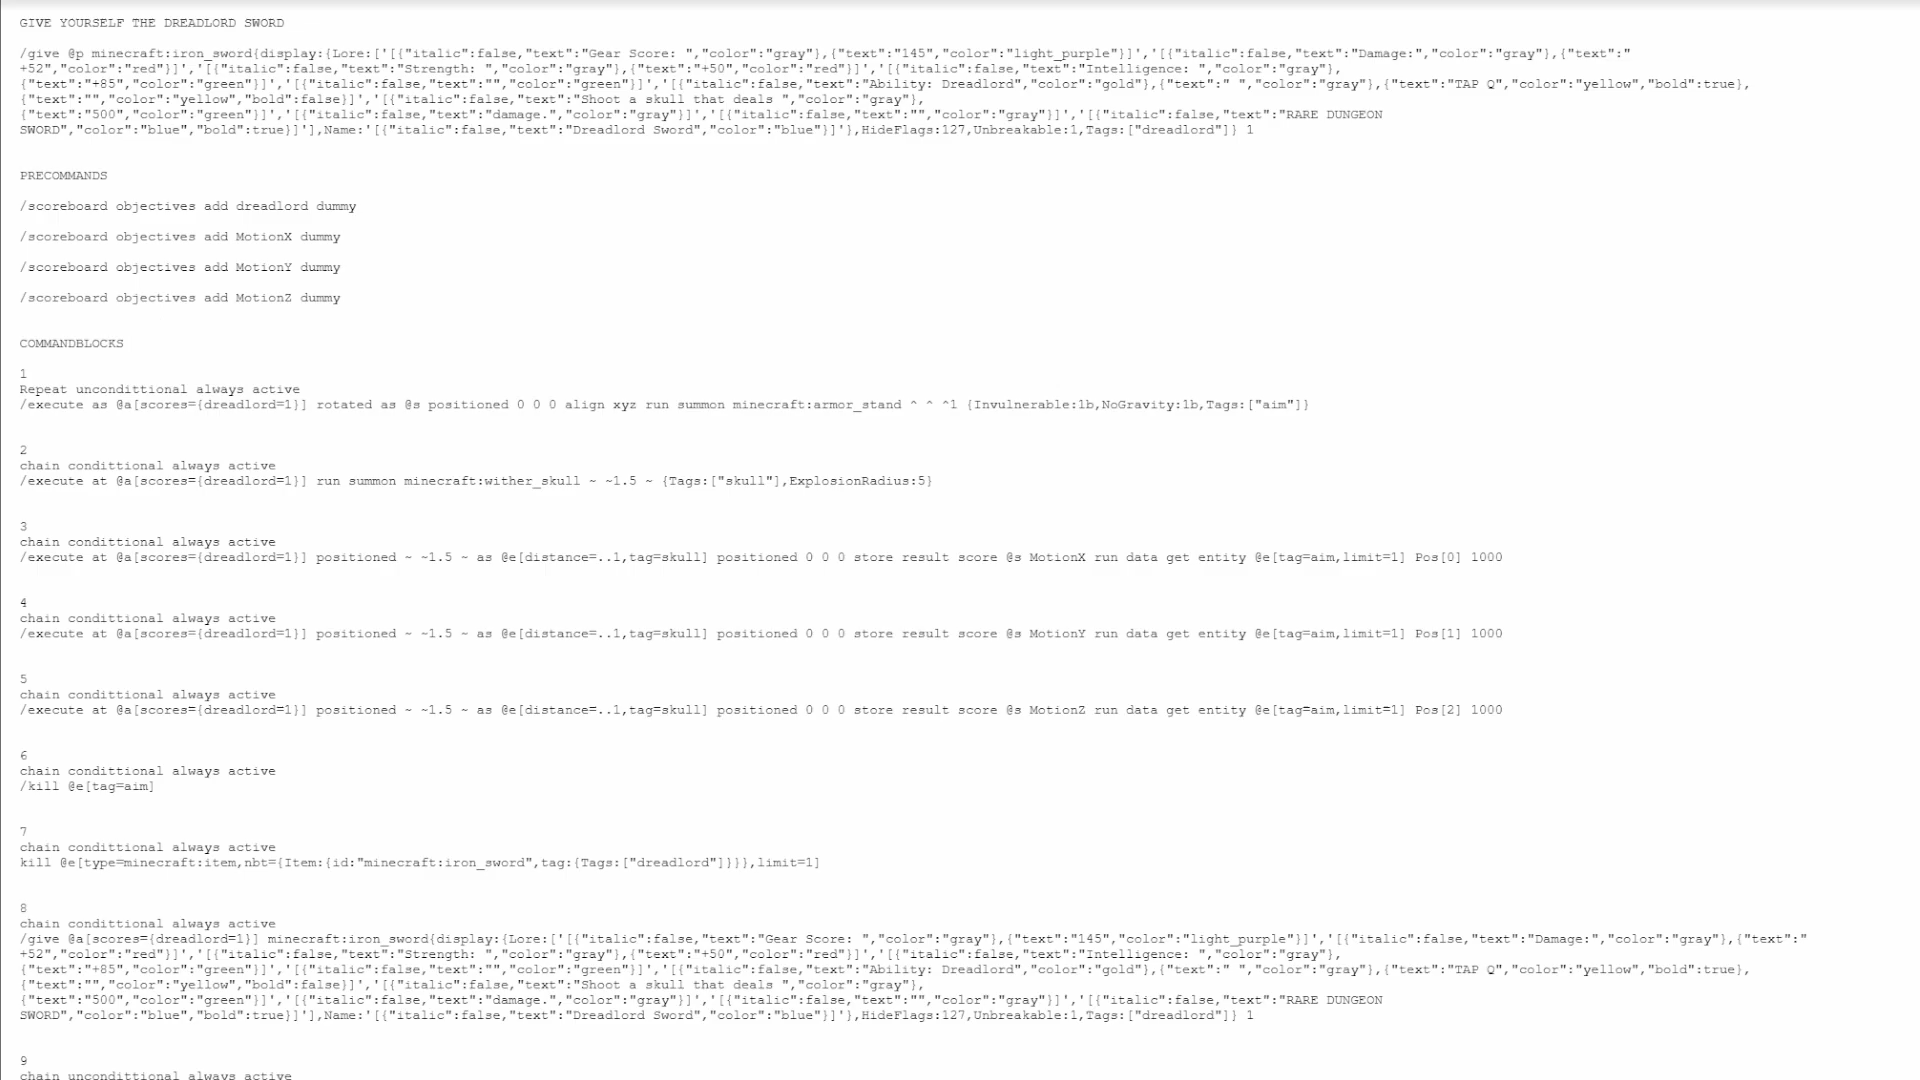 GIVE YOURSELF THE DREADLORD SWORD
/give @p minecraft:iron_sword{display:{Lore:['[{"italic":false,"text":"Gear Score: ","color":"gray"},{"text":"145","color":"light_purple"}]','[{"italic":false,"text":"Damage:","color":"gray"},{"text":"
+52","color":"red"}]','[{"italic":false,"text":"Strength: ","color":"gray"},{"text":"+50","color":"red"}]','[{"italic":false,"text":"Intelligence: ","color":"gray"},
{"text":"+85","color":"green"}]','[{"italic":false,"text":"","color":"green"}]','[{"italic":false,"text":"Ability: Dreadlord","color":"gold"},{"text":" ","color":"gray"},{"text":"TAP Q","color":"yellow","bold":true},
{"text":"","color":"yellow","bold":false}]','[{"italic":false,"text":"Shoot a skull that deals ","color":"gray"},
{"text":"500","color":"green"}]','[{"italic":false,"text":"damage.","color":"gray"}]','[{"italic":false,"text":"","color":"gray"}]','[{"italic":false,"text":"RARE DUNGEON
SWORD","color":"blue","bold":true}]'],Name:'[{"italic":false,"text":"Dreadlord Sword","color":"blue"}]'},HideFlags:127,Unbreakable:1,Tags:["dreadlord"]} 1
PRECOMMANDS
/scoreboard objectives add dreadlord dummy
/scoreboard objectives add MotionX dummy
/scoreboard objectives add MotionY dummy
/scoreboard objectives add MotionZ dummy
COMMANDBLOCKS
1
Repeat uncondittional always active
/execute as @a[scores={dreadlord=1}] rotated as @s positioned 0 0 0 align xyz run summon minecraft:armor_stand ^ ^ ^1 {Invulnerable:1b,NoGravity:1b,Tags:["aim"]}
2
chain condittional always active
/execute at @a[scores={dreadlord=1}] run summon minecraft:wither_skull ~ ~1.5 ~ {Tags:["skull"],ExplosionRadius:5}
3
chain condittional always active
/execute at @a[scores={dreadlord=1}] positioned ~ ~1.5 ~ as @e[distance=..1,tag=skull] positioned 0 0 0 store result score @s MotionX run data get entity @e[tag=aim,limit=1] Pos[0] 1000
4
chain condittional always active
/execute at @a[scores={dreadlord=1}] positioned ~ ~1.5 ~ as @e[distance=..1,tag=skull] positioned 0 0 0 store result score @s MotionY run data get entity @e[tag=aim,limit=1] Pos[1] 1000
5
chain condittional always active
/execute at @a[scores={dreadlord=1}] positioned ~ ~1.5 ~ as @e[distance=..1,tag=skull] positioned 0 0 0 store result score @s MotionZ run data get entity @e[tag=aim,limit=1] Pos[2] 1000
6
chain condittional always active
/kill @e[tag=aim]
7
chain condittional always active
kill @e[type=minecraft:item,nbt={Item:{id:"minecraft:iron_sword",tag:{Tags:["dreadlord"]}}},limit=1]
8
chain condittional always active
/give @a[scores={dreadlord=1}] minecraft:iron_sword{display:{Lore:['[{"italic":false,"text":"Gear Score: ","color":"gray"},{"text":"145","color":"light_purple"}]','[{"italic":false,"text":"Damage:","color":"gray"},{"text":"
+52","color":"red"}]','[{"italic":false,"text":"Strength: ","color":"gray"},{"text":"+50","color":"red"}]','[{"italic":false,"text":"Intelligence: ","color":"gray"},
{"text":"+85","color":"green"}]','[{"italic":false,"text":"","color":"green"}]','[{"italic":false,"text":"Ability: Dreadlord","color":"gold"},{"text":" ","color":"gray"},{"text":"TAP Q","color":"yellow","bold":true},
{"text":"","color":"yellow","bold":false}]','[{"italic":false,"text":"Shoot a skull that deals ","color":"gray"},
{"text":"500","color":"green"}]','[{"italic":false,"text":"damage.","color":"gray"}]','[{"italic":false,"text":"","color":"gray"}]','[{"italic":false,"text":"RARE DUNGEON
SWORD","color":"blue","bold":true}]'],Name:'[{"italic":false,"text":"Dreadlord Sword","color":"blue"}]'},HideFlags:127,Unbreakable:1,Tags:["dreadlord"]} 1
9
chain uncondittional always active